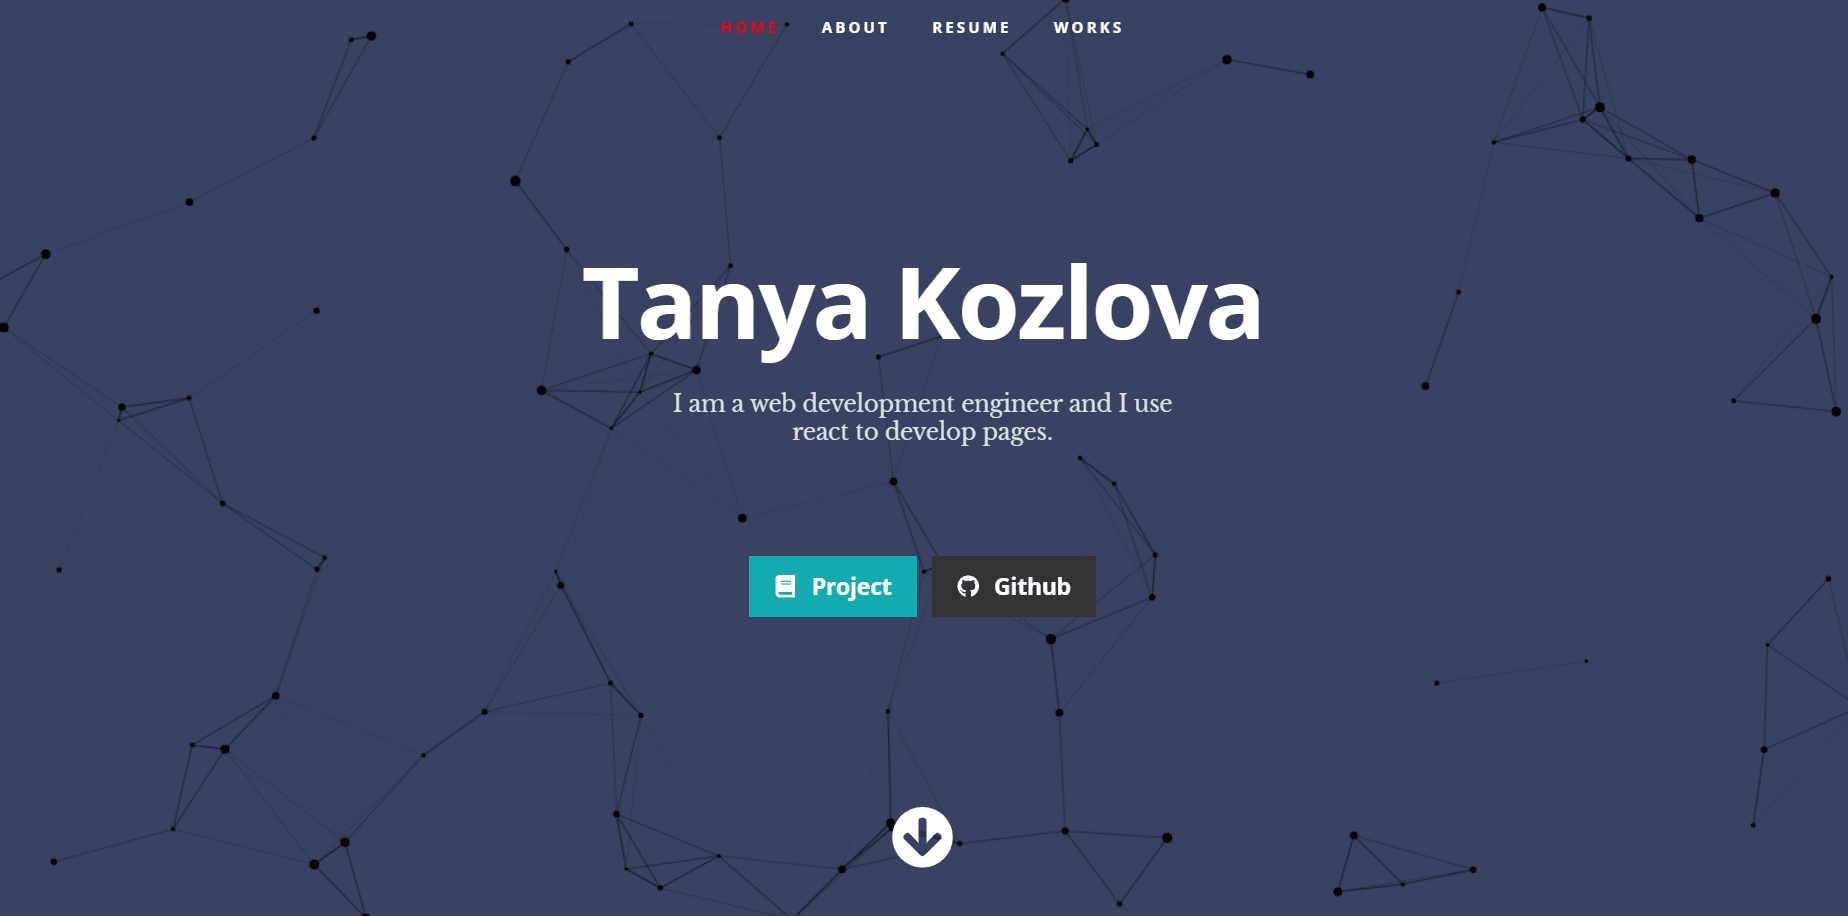 HOME ABOUT RESUME WORKS
Tanya Kozlova
I am a web development engineer and I use
react to develop pages.
Project Github